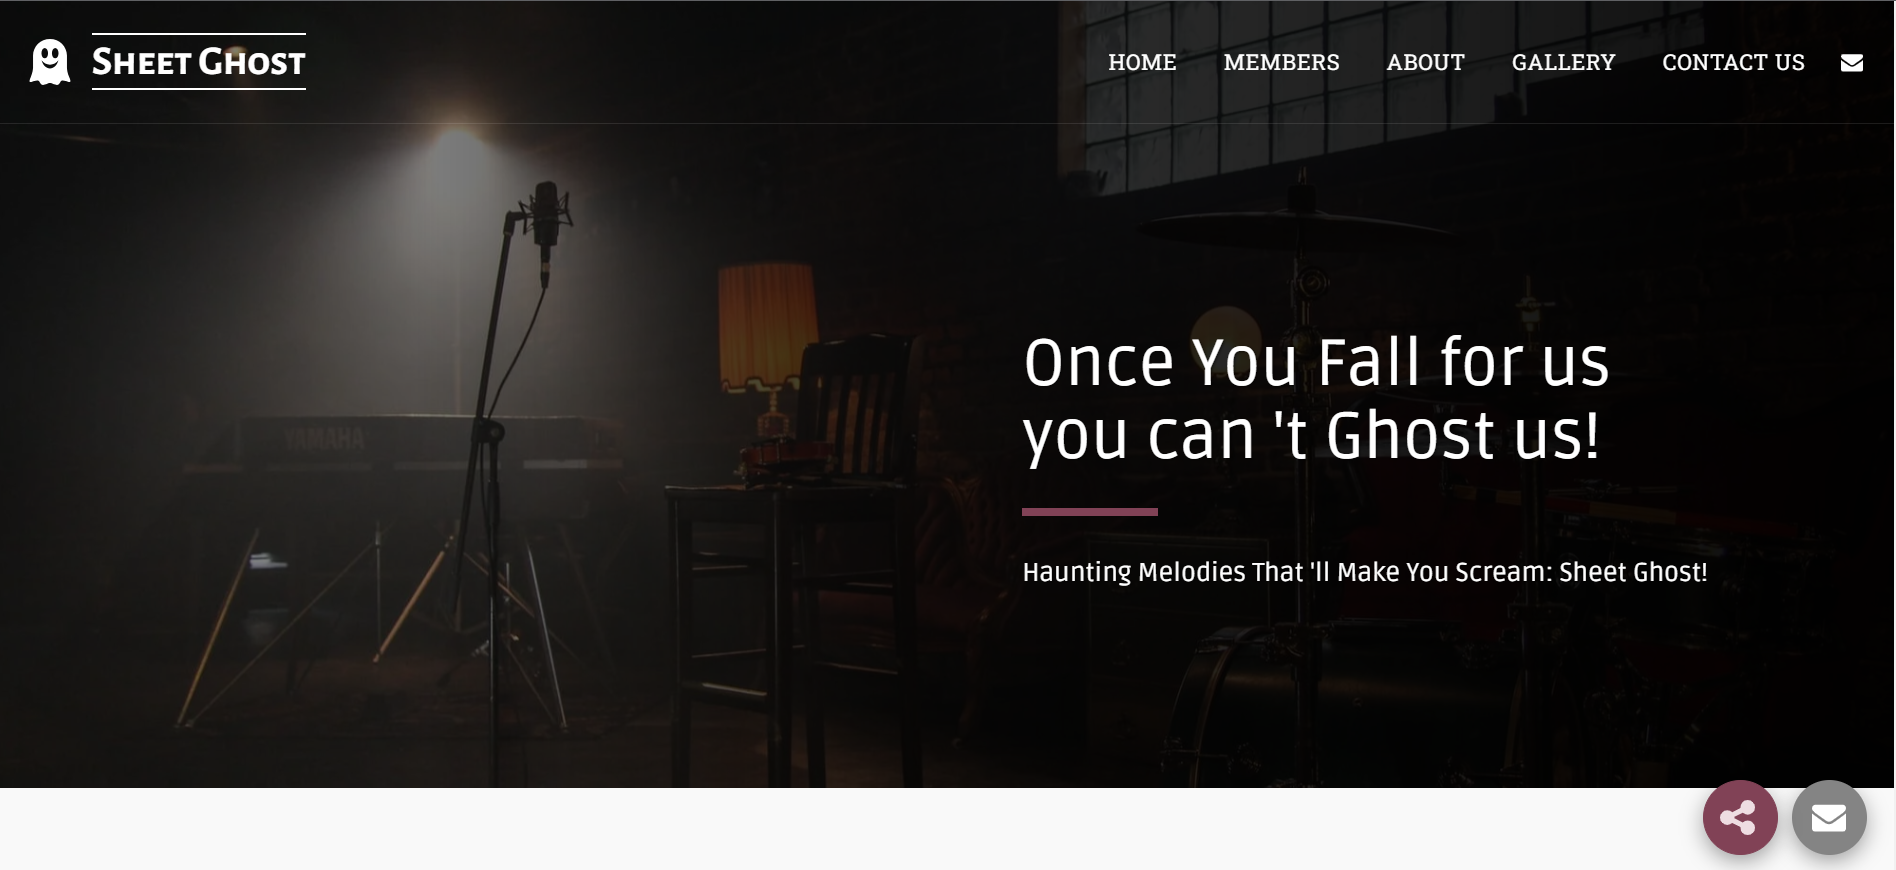 SHEET GHOST
HOME MEMBERS ABOUT GALLERY CONTACT US
YAMAHA
Once You Fall for us
you can 't Ghost us!
Haunting Melodies That 'll Make You Scream: Sheet Ghost!